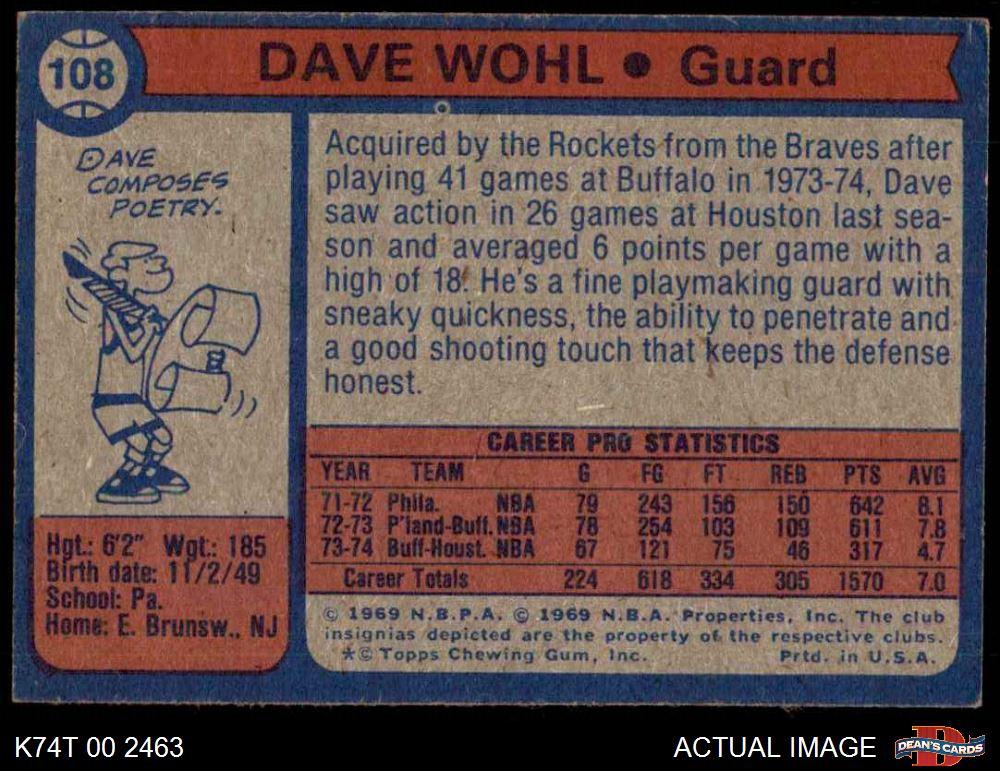 108
DAVE WOHL ● Guard
DAVE
COMPOSES
POETRY.
Acquired by the Rockets from the Braves after
playing 41 games at Buffalo in 1973-74, Dave
saw action in 26 games at Houston last sea-
son and averaged 6 points per game with a
high of 18. He's a fine playmaking guard with
sneaky quickness, the ability to penetrate and
a good shooting touch that keeps the defense
honest.
Hgt.: 6'2" Wgt.: 185
Birth date: 11/2/49
School: Pa.
Home: E. Brunsw., NJ
CAREER PRO STATISTICS
YEAR TEAM G FG FT REB PTS AVG
71-72 Phila. NBA 79 243 156 150 642 8.1
72-73 P'land-Buff. NBA 78 254 103 109 611 7.8
73-74 Buff-Houst. NBA 67 121 75 46 317 4.7
Career Totals 224 618 334 305 1570 7.0
© 1969 N.B.P.A. © 1969 N.B.A. Properties, Inc. The club
insignias depicted are the property of the respective clubs.
*© Topps Chewing Gum, Inc. Prtd. in U.S.A.
K74T 00 2463
ACTUAL IMAGE
DEAN'S CARDS